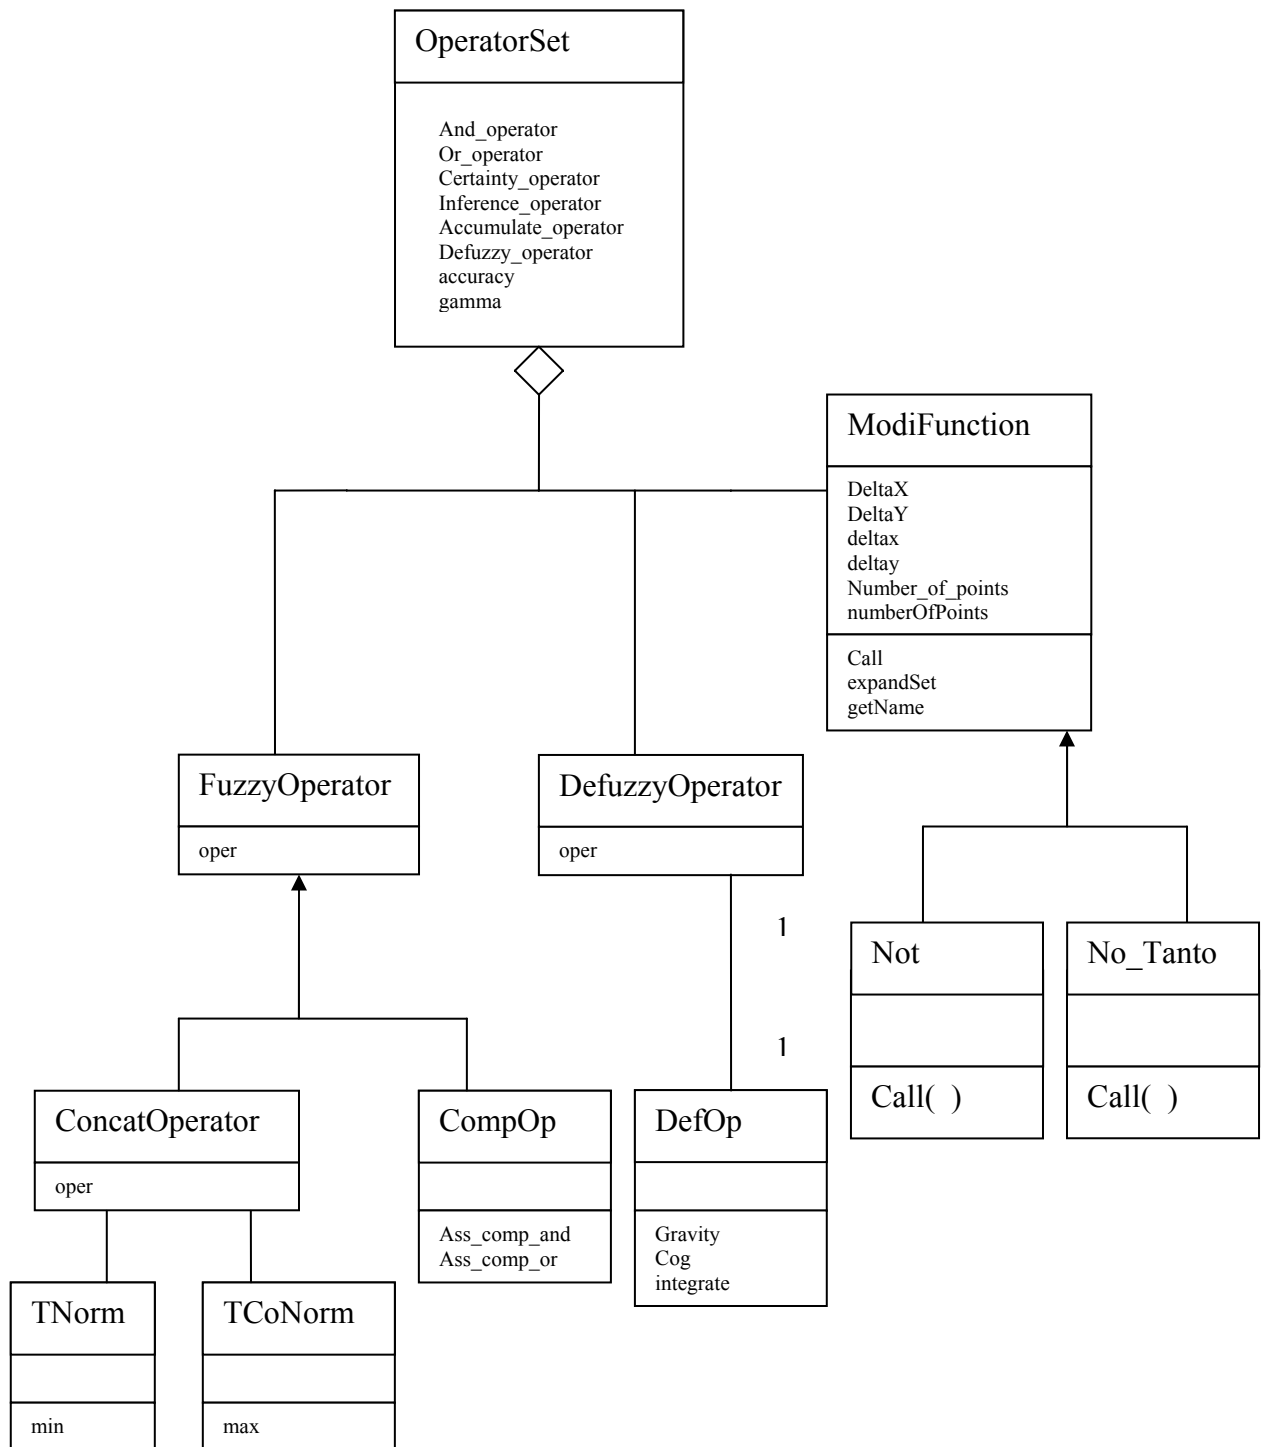 OperatorSet
And_operator
Or_operator
Certainty_operator
Inference_operator
Accumulate_operator
Defuzzy_operator
accuracy
gamma
ModiFunction
DeltaX
DeltaY
deltax
deltay
Number_of_points
numberOfPoints
Call
expandSet
getName
FuzzyOperator
oper
DefuzzyOperator
oper
1
1
Not
Call( )
No_Tanto
Call( )
ConcatOperator
oper
CompOp
Ass_comp_and
Ass_comp_or
DefOp
Gravity
Cog
integrate
TNorm
min
TCoNorm
max